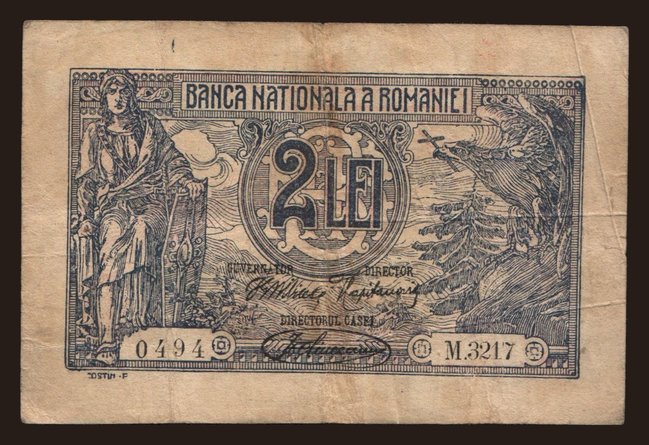 BANCA NATIONALA A ROMANIEI
2 LEI
GUVERNATOR DIRECTOR
DIRECTORUL CASEI
0494 M.3217